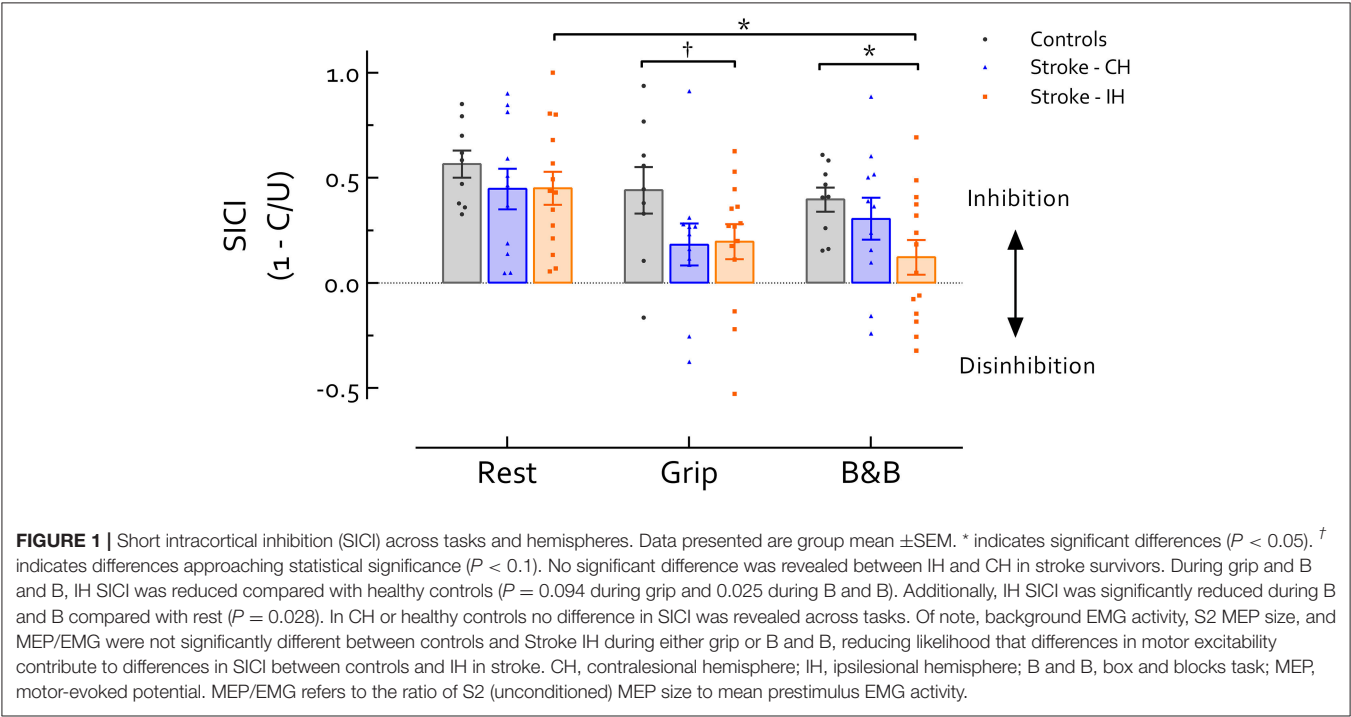 *
†
*
Controls
Stroke - CH
Stroke - IH
1.0
0.5
0.0
-0.5
SICI
(1 - C/U)
Inhibition
Disinhibition
Rest
Grip
B&B
FIGURE 1 | Short intracortical inhibition (SICI) across tasks and hemispheres. Data presented are group mean ±SEM. * indicates significant differences (P < 0.05). †
indicates differences approaching statistical significance (P < 0.1). No significant difference was revealed between IH and CH in stroke survivors. During grip and B
and B, IH SICI was reduced compared with healthy controls (P = 0.094 during grip and 0.025 during B and B). Additionally, IH SICI was significantly reduced during B
and B compared with rest (P = 0.028). In CH or healthy controls no difference in SICI was revealed across tasks. Of note, background EMG activity, S2 MEP size, and
MEP/EMG were not significantly different between controls and Stroke IH during either grip or B and B, reducing likelihood that differences in motor excitability
contribute to differences in SICI between controls and IH in stroke. CH, contralesional hemisphere; IH, ipsilesional hemisphere; B and B, box and blocks task; MEP,
motor-evoked potential. MEP/EMG refers to the ratio of S2 (unconditioned) MEP size to mean prestimulus EMG activity.